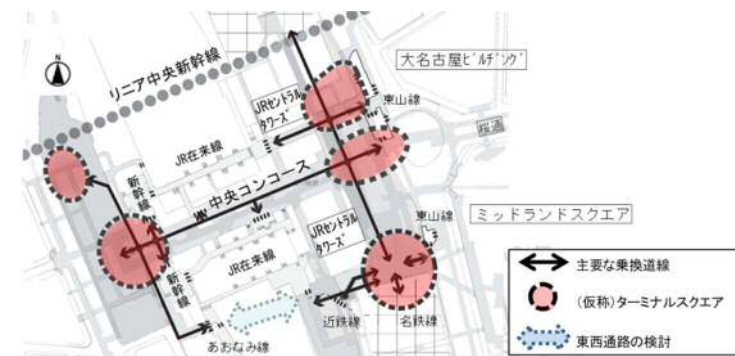 N
リニア中央新幹線
大名古屋ビルヂング
JRセントラル
タワーズ
東山線
桜通
JR在来線
新幹線
中央コンコース
東山線
ミッドランドスクエア
JRセントラル
タワーズ
新幹線
JR在来線
近鉄線
名鉄線
あおなみ線
主要な乗換道線
（仮称）ターミナルスクエア
東西通路の検討